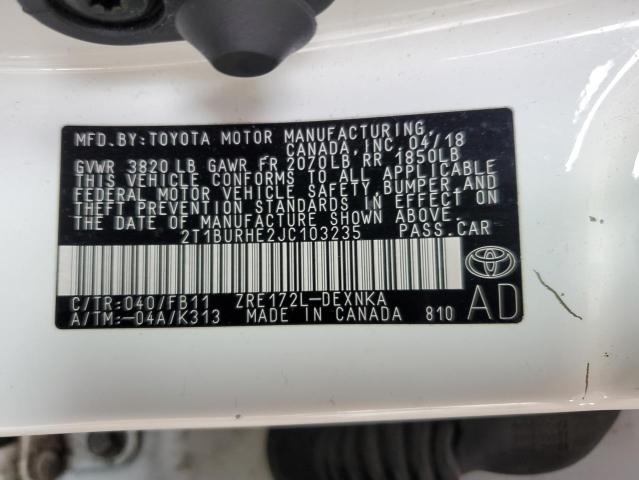 MFD. BY: TOYOTA MOTOR MANUFACTURING,
CANADA, INC. 04/18
GVWR 3820 LB GAWR FR 2070LB, RR 1850LB
THIS VEHICLE CONFORMS TO ALL APPLICABLE
FEDERAL MOTOR VEHICLE SAFETY, BUMPER, AND
THEFT PREVENTION STANDARDS IN EFFECT ON
THE DATE OF MANUFACTURE SHOWN ABOVE.
2T1BURHE2JC103235 PASS. CAR
C/TR: 040/FB11 ZRE172L-DEXNKA
A/TM: -04A/K313 MADE IN CANADA 810
AD